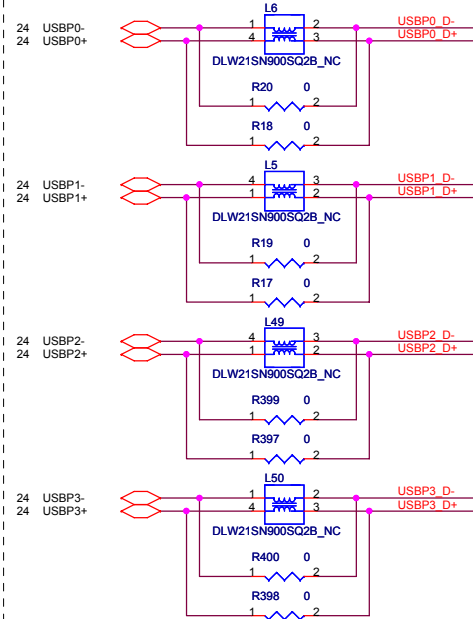 L6
24 USBP0- 1 2 USBP0_D-
24 USBP0+ 4 3 USBP0_D+
DLW21SN900SQ2B_NC
R20 0
1 2
R18 0
1 2
L5
24 USBP1- 4 3 USBP1_D-
24 USBP1+ 1 2 USBP1_D+
DLW21SN900SQ2B_NC
R19 0
1 2
R17 0
1 2
L49
24 USBP2- 4 3 USBP2_D-
24 USBP2+ 1 2 USBP2_D+
DLW21SN900SQ2B_NC
R399 0
1 2
R397 0
1 2
L50
24 USBP3- 1 2 USBP3_D-
24 USBP3+ 4 3 USBP3_D+
DLW21SN900SQ2B_NC
R400 0
1 2
R398 0
1 2